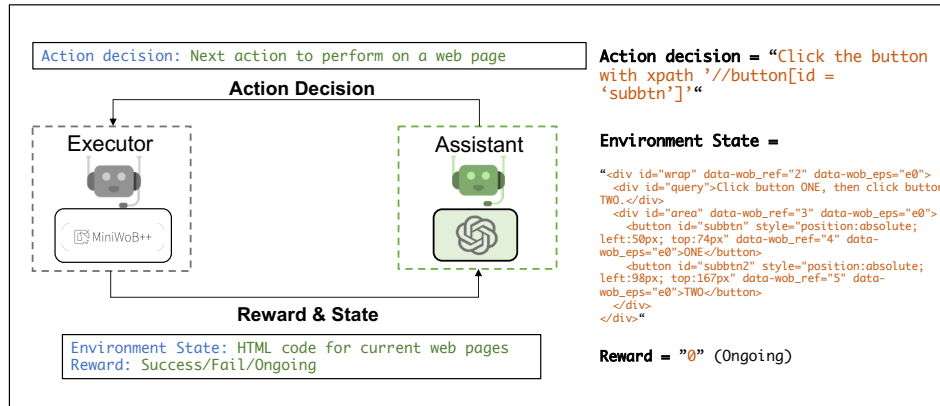 Action decision: Next action to perform on a web page
Action Decision
Executor
Assistant
MiniWoB++
Reward & State
Environment State: HTML code for current web pages
Reward: Success/Fail/Ongoing
Action decision = “Click the button
with xpath ’//button[id =
‘subbtn’]’“
Environment State =
“<div id="wrap" data-wob_ref="2" data-wob_eps="e0">
<div id="query">Click button ONE, then click button
TWO.</div>
<div id="area" data-wob_ref="3" data-wob_eps="e0">
<button id="subbtn" style="position:absolute;
left:50px; top:74px" data-wob_ref="4" data-
wob_eps="e0">ONE</button>
<button id="subbtn2" style="position:absolute;
left:98px; top:167px" data-wob_ref="5" data-
wob_eps="e0">TWO</button>
</div>
</div>“
Reward = ”0" (Ongoing)